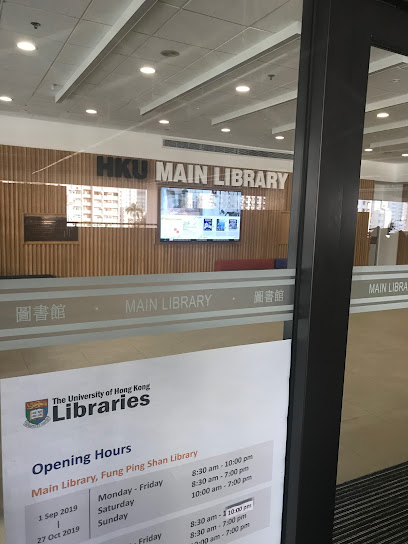 HKU MAIN LIBRARY
圖書館 · MAIN LIBRARY · 圖書館
MAIN LIBRARY
The University of Hong Kong
Libraries
Opening Hours
Main Library, Fung Ping Shan Library
1 Sep 2019
|
27 Oct 2019
Monday - Friday 8:30 am - 10:00 pm
Saturday 8:30 am - 7:00 pm
Sunday 10:00 am - 7:00 pm
Monday - Friday 8:30 am - 10:00 pm
8:30 am - 7:00 pm